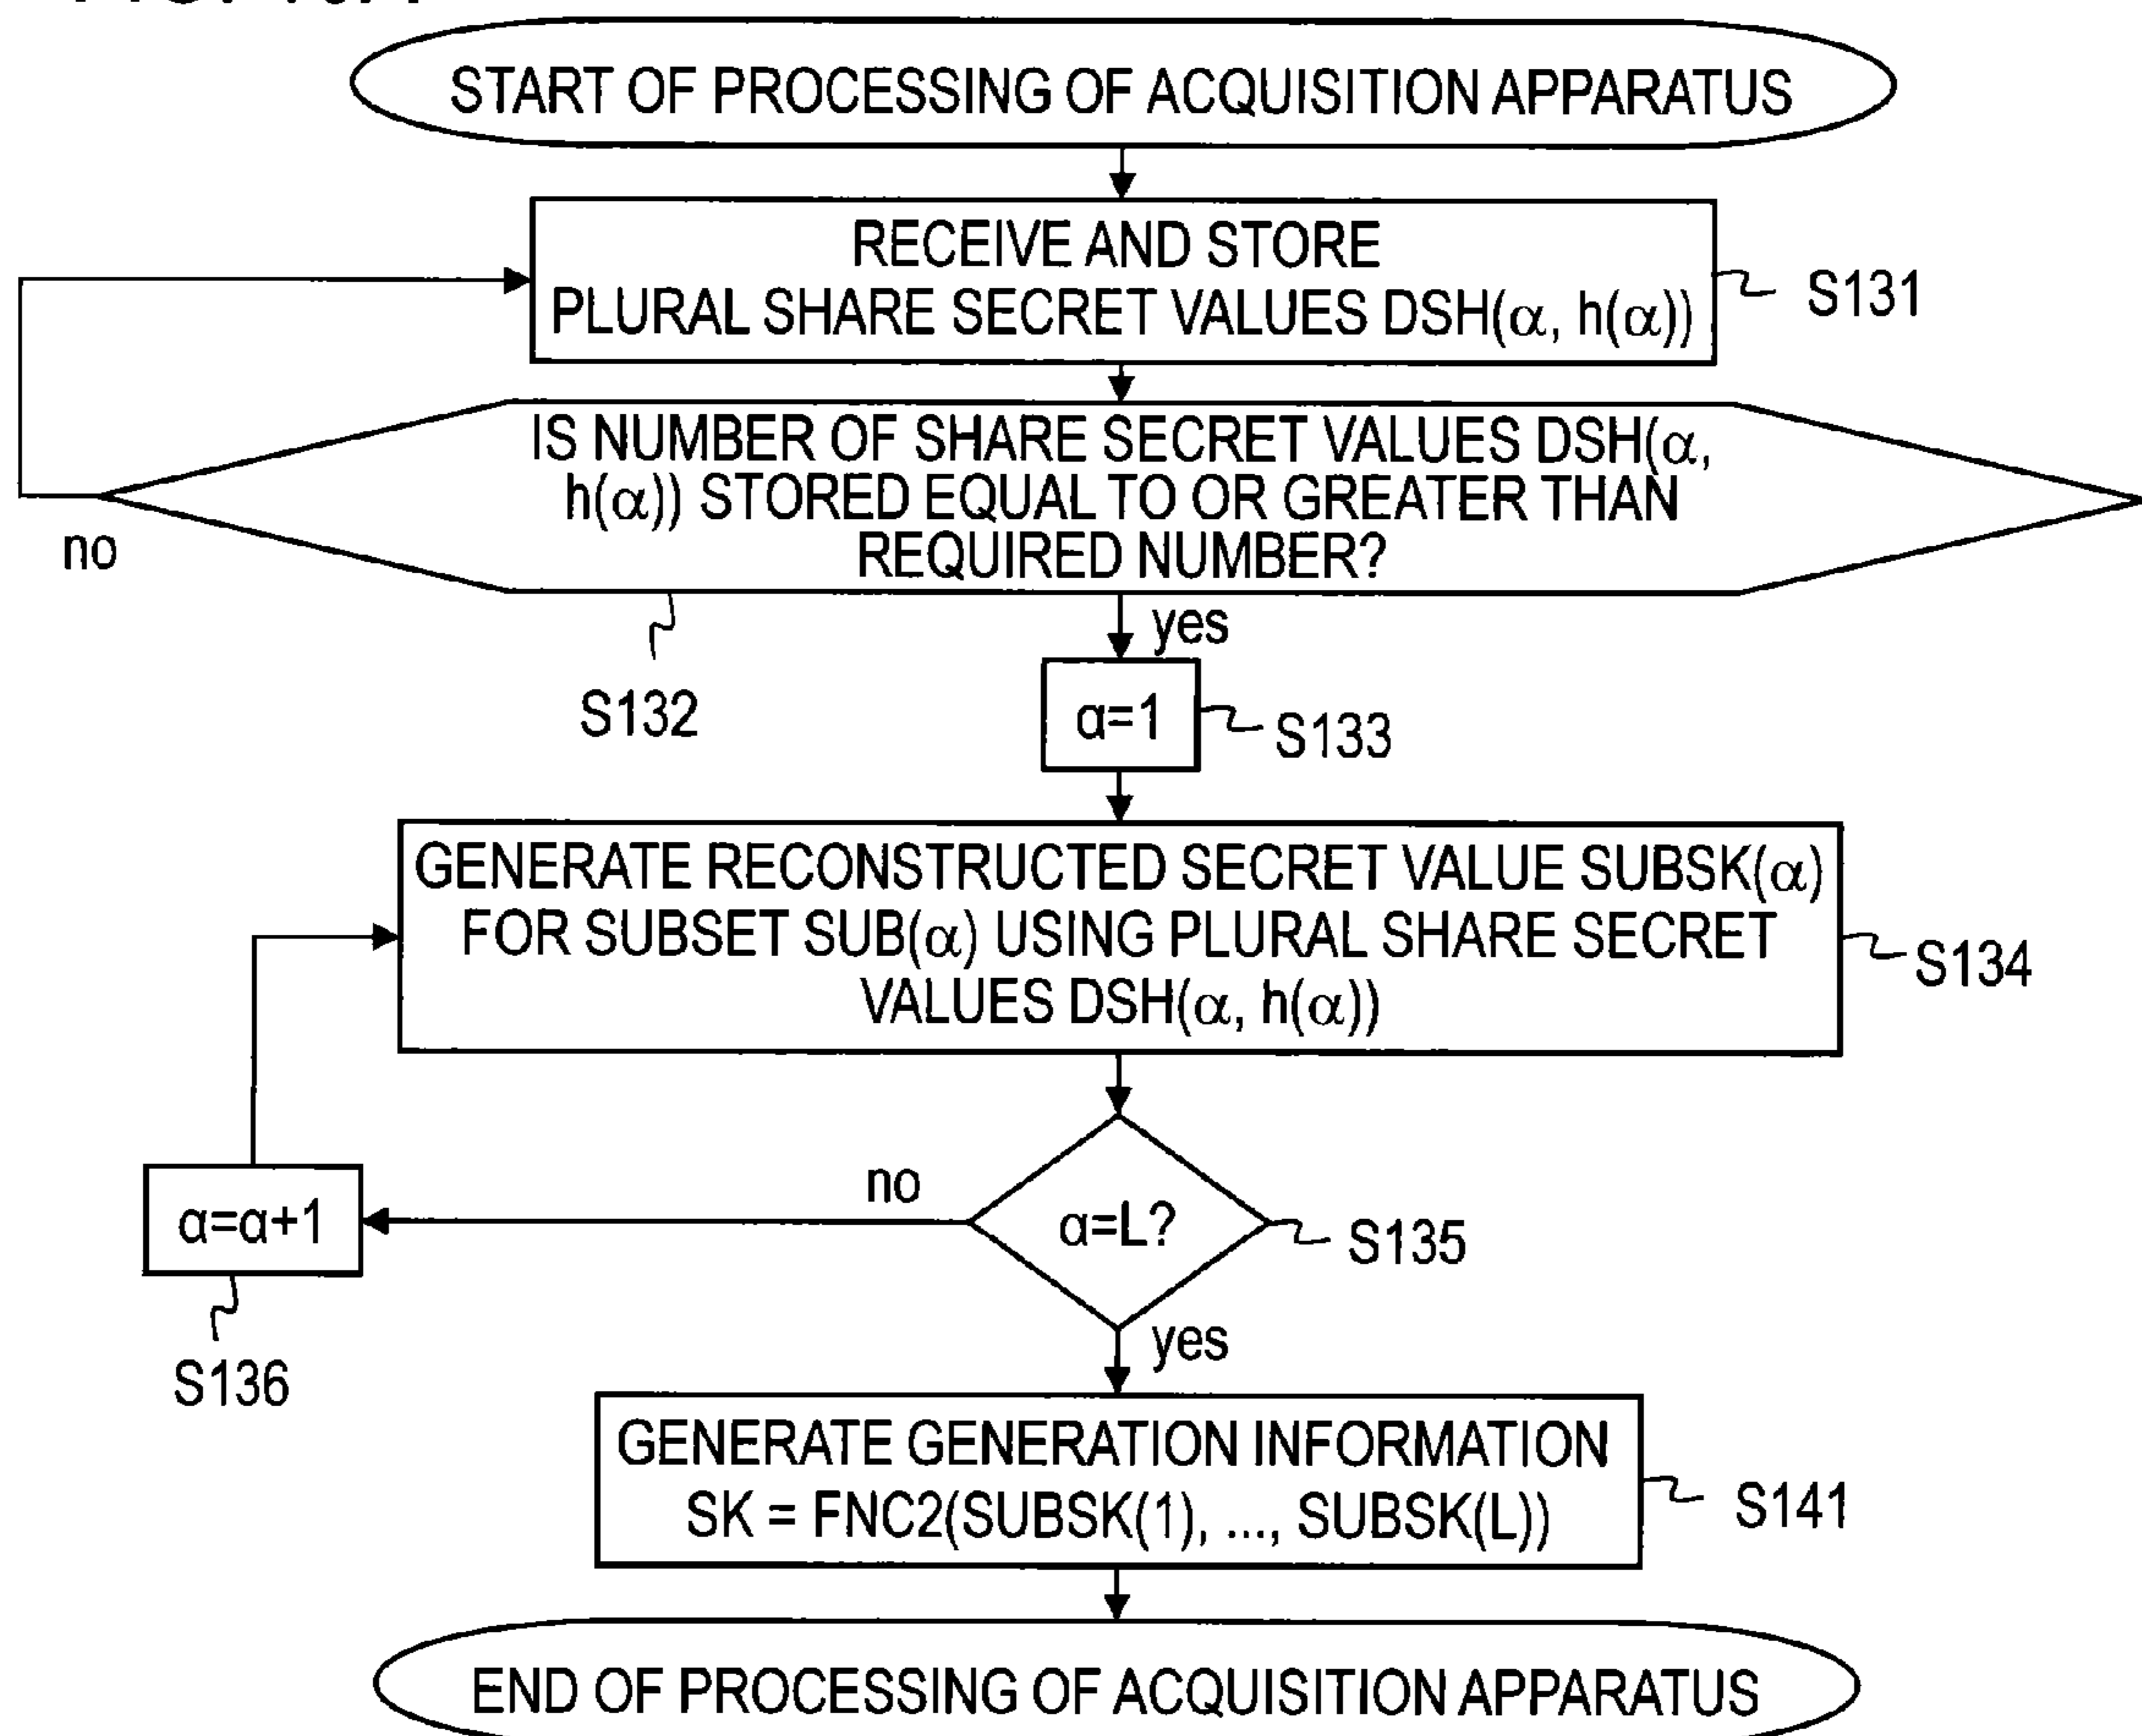 START OF PROCESSING OF ACQUISITION APPARATUS
RECEIVE AND STORE
PLURAL SHARE SECRET VALUES DSH(α, h(α))
S131
IS NUMBER OF SHARE SECRET VALUES DSH(α,
h(α)) STORED EQUAL TO OR GREATER THAN
REQUIRED NUMBER?
no
yes
S132
α=1
S133
GENERATE RECONSTRUCTED SECRET VALUE SUBSK(α)
FOR SUBSET SUB(α) USING PLURAL SHARE SECRET
VALUES DSH(α, h(α))
S134
no
α=α+1
α=L?
S135
S136
yes
GENERATE GENERATION INFORMATION
SK = FNC2(SUBSK(1), ..., SUBSK(L))
S141
END OF PROCESSING OF ACQUISITION APPARATUS